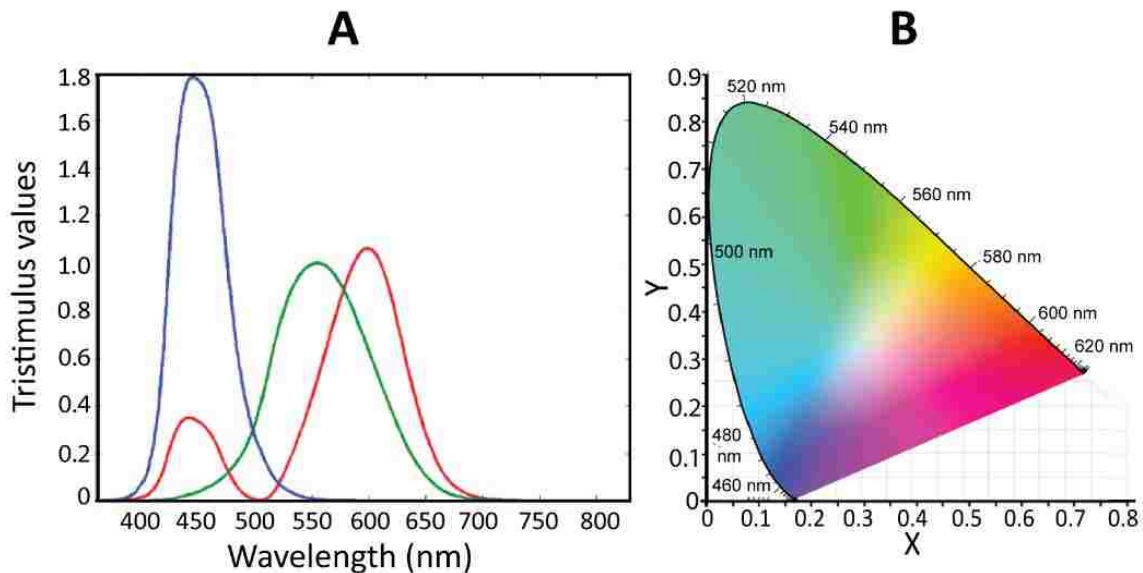 A
B
Tristimulus values
1.8
1.6
1.4
1.2
1.0
0.8
0.6
0.4
0.2
0
400 450 500 550 600 650 700 750 800
Wavelength (nm)
Y
0.9
0.8
0.7
0.6
0.5
0.4
0.3
0.2
0.1
0
520 nm
540 nm
560 nm
500 nm
580 nm
600 nm
620 nm
480
nm
460 nm
0 0.1 0.2 0.3 0.4 0.5 0.6 0.7 0.8
X